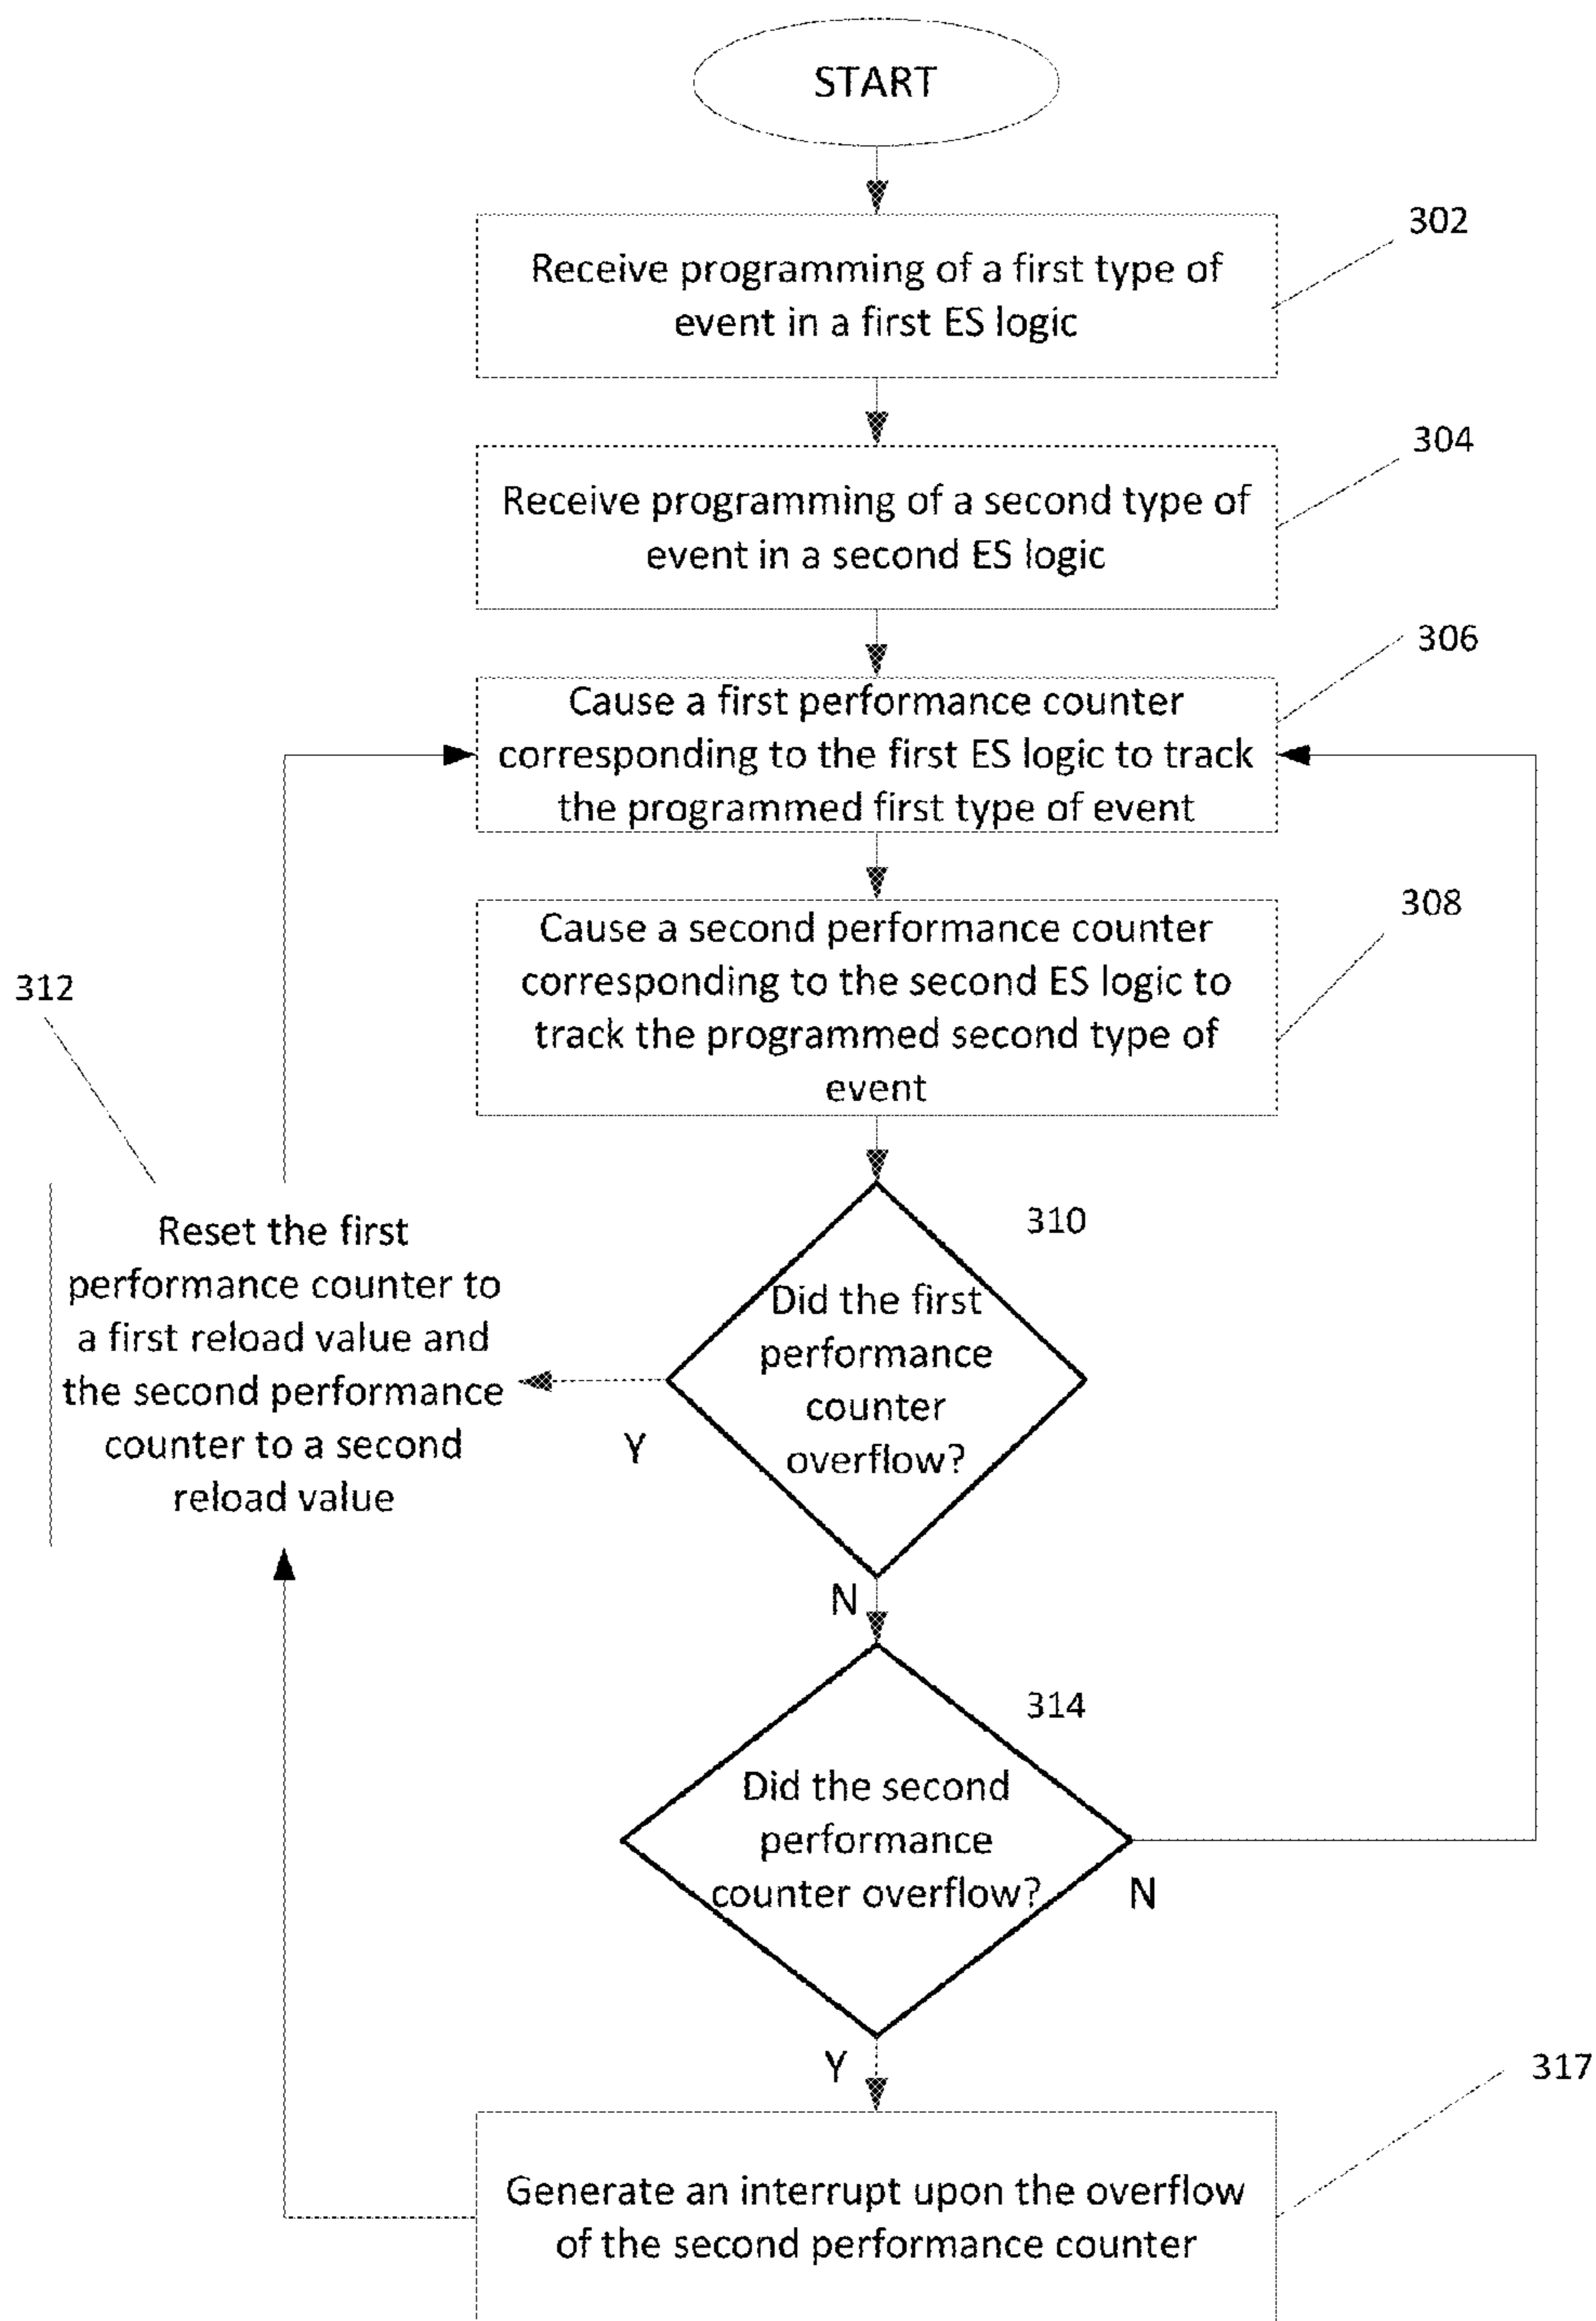 START
302
Receive programming of a first type of
event in a first ES logic
304
Receive programming of a second type of
event in a second ES logic
306
Cause a first performance counter
corresponding to the first ES logic to track
the programmed first type of event
308
Cause a second performance counter
corresponding to the second ES logic to
track the programmed second type of
event
312
Reset the first
performance counter to
a first reload value and
the second performance
counter to a second
reload value
310
Did the first
performance
counter
overflow?
Y
N
314
Did the second
performance
counter overflow?
N
Y
317
Generate an interrupt upon the overflow
of the second performance counter